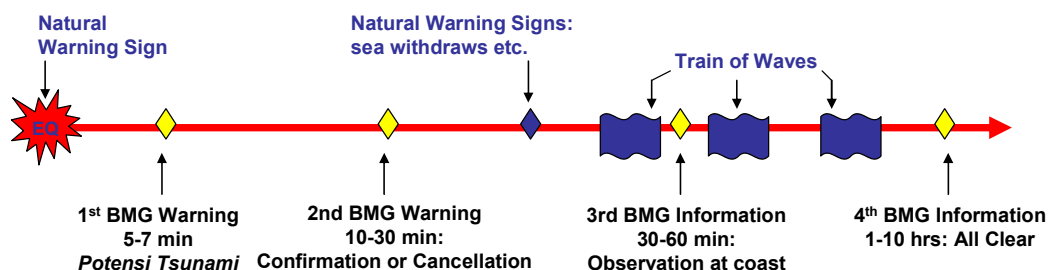 Natural
Warning Sign
Natural Warning Signs:
sea withdraws etc.
Train of Waves
EQ
1st BMG Warning
5-7 min
Potensi Tsunami
2nd BMG Warning
10-30 min:
Confirmation or Cancellation
3rd BMG Information
30-60 min:
Observation at coast
4th BMG Information
1-10 hrs: All Clear